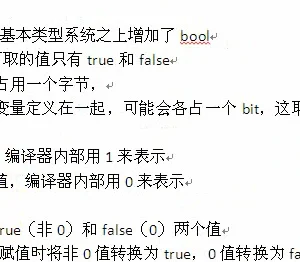 基本类型系统之上增加了 bool
取的值只有 true 和 false
占用一个字节，
变量定义在一起，可能会各占一个 bit，这取
编译器内部用 1 来表示
值，编译器内部用 0 来表示
rue（非 0）和 false（0）两个值
赋值时将非 0 值转换为 true，0 值转换为 fa